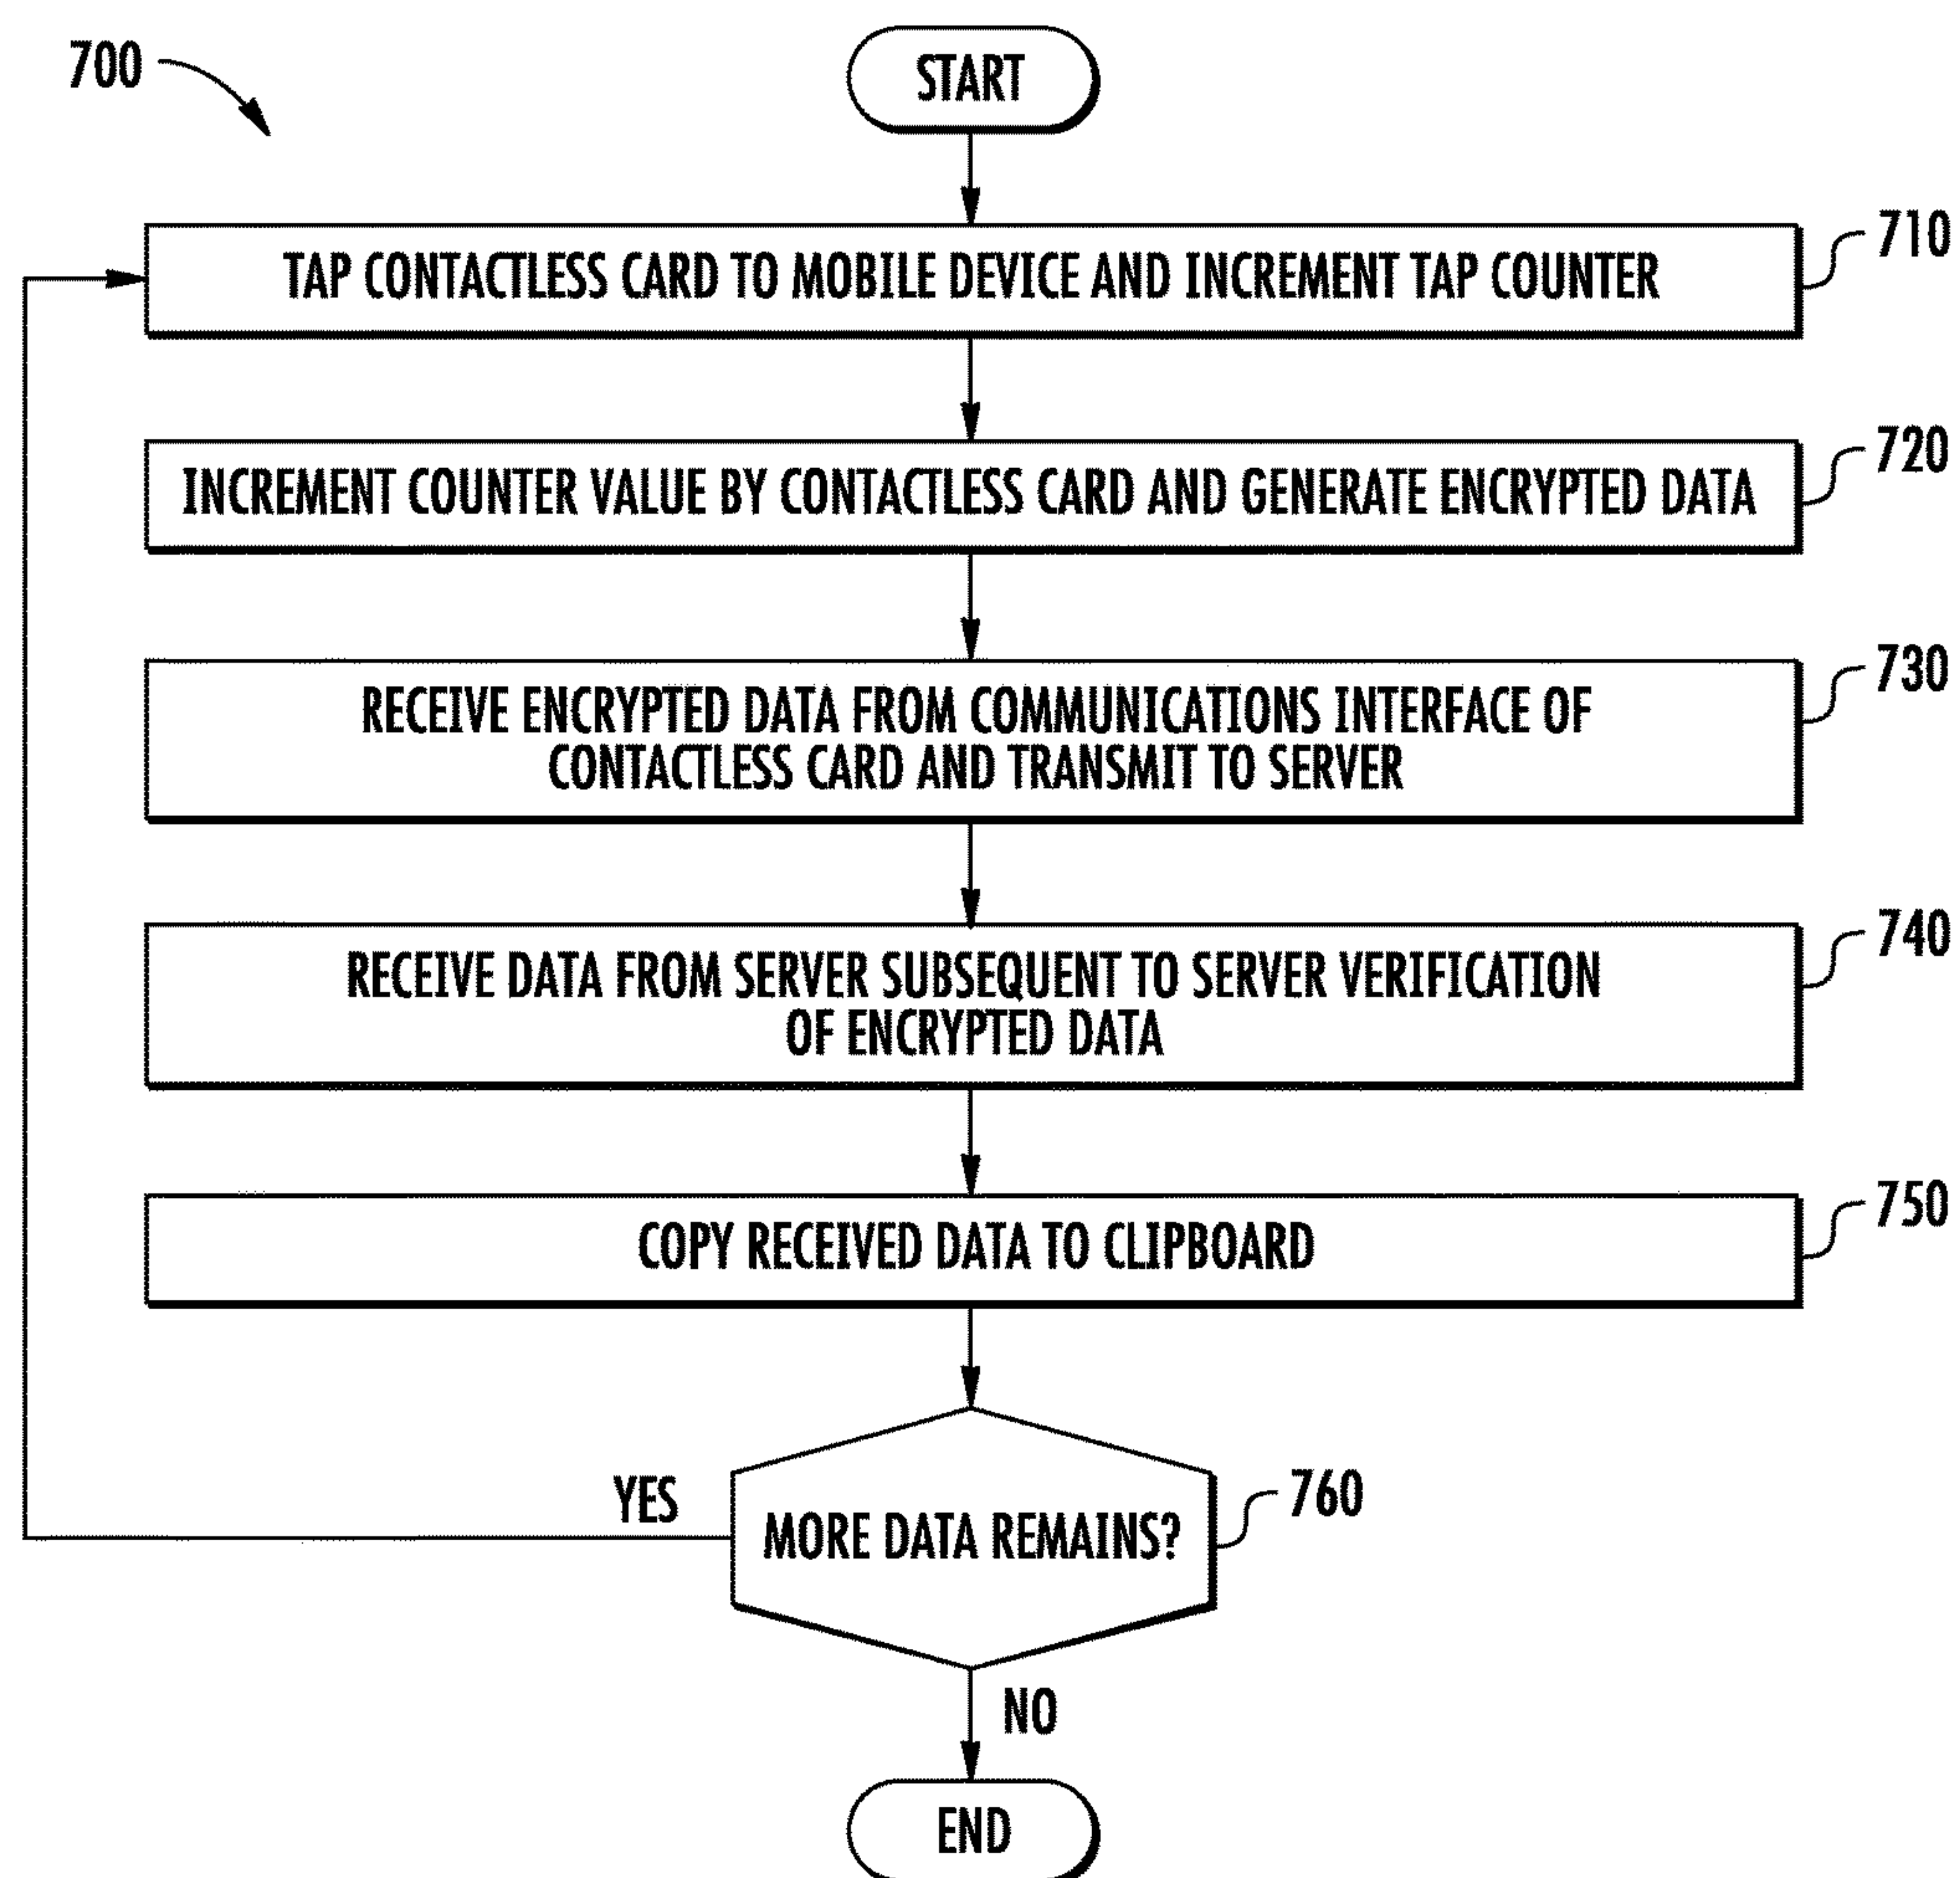 700
START
TAP CONTACTLESS CARD TO MOBILE DEVICE AND INCREMENT TAP COUNTER
710
INCREMENT COUNTER VALUE BY CONTACTLESS CARD AND GENERATE ENCRYPTED DATA
720
RECEIVE ENCRYPTED DATA FROM COMMUNICATIONS INTERFACE OF
CONTACTLESS CARD AND TRANSMIT TO SERVER
730
RECEIVE DATA FROM SERVER SUBSEQUENT TO SERVER VERIFICATION
OF ENCRYPTED DATA
740
COPY RECEIVED DATA TO CLIPBOARD
750
YES
MORE DATA REMAINS?
760
NO
END